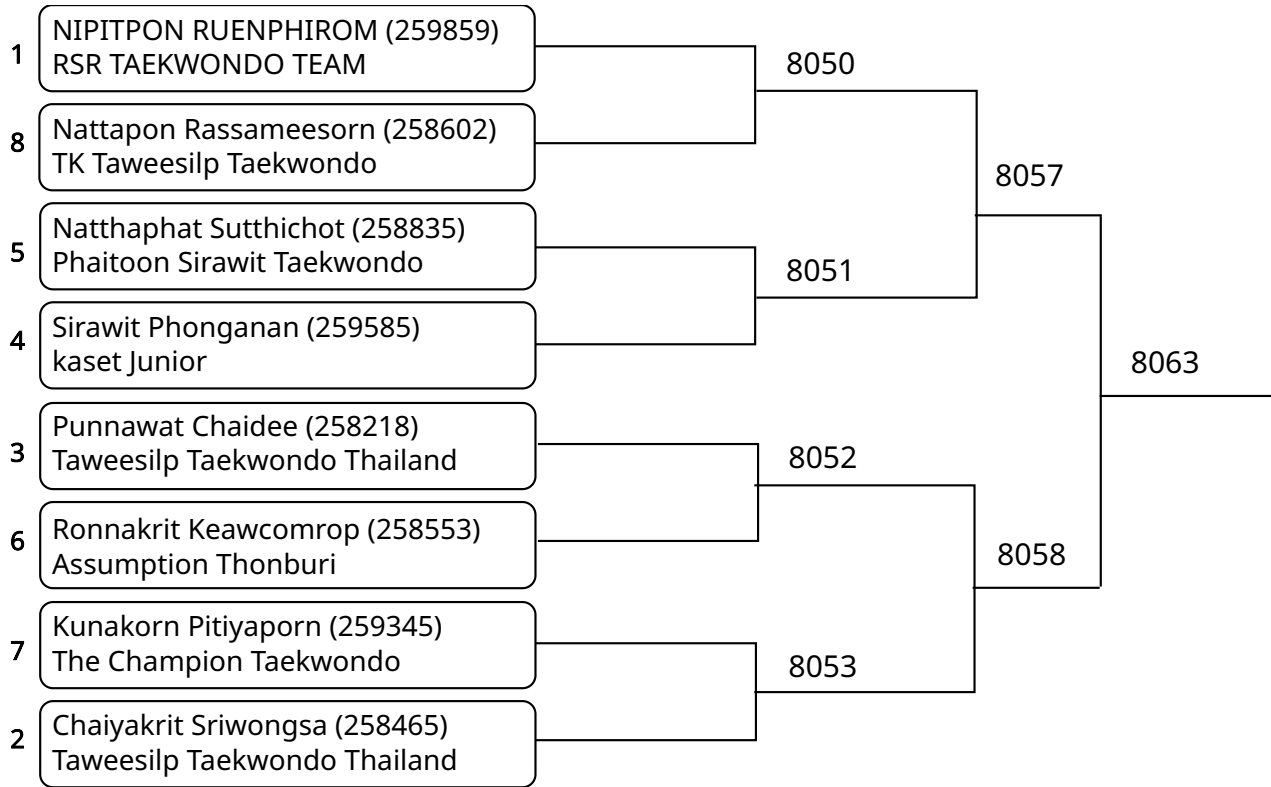 1
NIPITPON RUENPHIROM (259859)
RSR TAEKWONDO TEAM
8
Nattapon Rassameesorn (258602)
TK Taweesilp Taekwondo
8050
5
Natthaphat Sutthichot (258835)
Phaitoon Sirawit Taekwondo
4
Sirawit Phonganan (259585)
kaset Junior
8051
8057
3
Punnawat Chaidee (258218)
Taweesilp Taekwondo Thailand
6
Ronnakrit Keawcomrop (258553)
Assumption Thonburi
8052
7
Kunakorn Pitiyaporn (259345)
The Champion Taekwondo
2
Chaiyakrit Sriwongsa (258465)
Taweesilp Taekwondo Thailand
8053
8058
8063